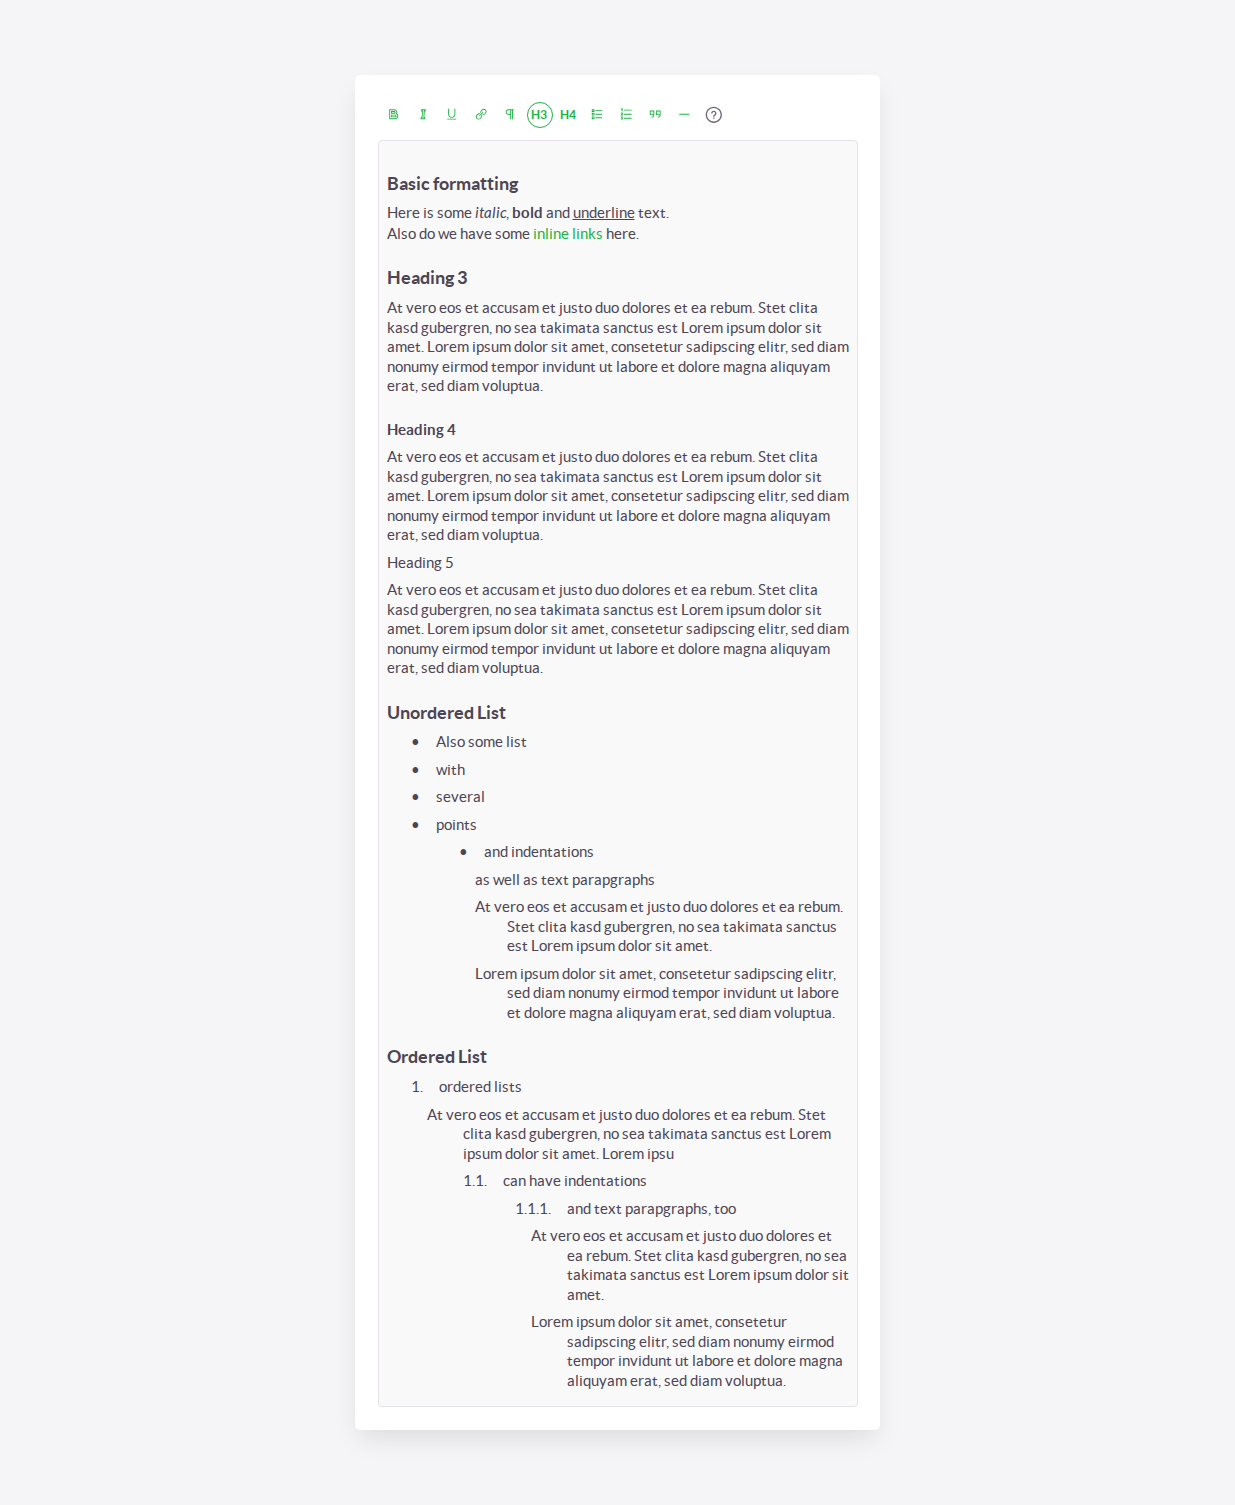 B I U H3 H4 ?
Basic formatting
Here is some italic, bold and underline text.
Also do we have some inline links here.
Heading 3
At vero eos et accusam et justo duo dolores et ea rebum. Stet clita
kasd gubergren, no sea takimata sanctus est Lorem ipsum dolor sit
amet. Lorem ipsum dolor sit amet, consetetur sadipscing elitr, sed diam
nonumy eirmod tempor invidunt ut labore et dolore magna aliquyam
erat, sed diam voluptua.
Heading 4
At vero eos et accusam et justo duo dolores et ea rebum. Stet clita
kasd gubergren, no sea takimata sanctus est Lorem ipsum dolor sit
amet. Lorem ipsum dolor sit amet, consetetur sadipscing elitr, sed diam
nonumy eirmod tempor invidunt ut labore et dolore magna aliquyam
erat, sed diam voluptua.
Heading 5
At vero eos et accusam et justo duo dolores et ea rebum. Stet clita
kasd gubergren, no sea takimata sanctus est Lorem ipsum dolor sit
amet. Lorem ipsum dolor sit amet, consetetur sadipscing elitr, sed diam
nonumy eirmod tempor invidunt ut labore et dolore magna aliquyam
erat, sed diam voluptua.
Unordered List
• Also some list
• with
• several
• points
• and indentations
as well as text parapgraphs
At vero eos et accusam et justo duo dolores et ea rebum.
Stet clita kasd gubergren, no sea takimata sanctus
est Lorem ipsum dolor sit amet.
Lorem ipsum dolor sit amet, consetetur sadipscing elitr,
sed diam nonumy eirmod tempor invidunt ut labore
et dolore magna aliquyam erat, sed diam voluptua.
Ordered List
1. ordered lists
At vero eos et accusam et justo duo dolores et ea rebum. Stet
clita kasd gubergren, no sea takimata sanctus est Lorem
ipsum dolor sit amet. Lorem ipsu
1.1. can have indentations
1.1.1. and text parapgraphs, too
At vero eos et accusam et justo duo dolores et
ea rebum. Stet clita kasd gubergren, no sea
takimata sanctus est Lorem ipsum dolor sit
amet.
Lorem ipsum dolor sit amet, consetetur
sadipscing elitr, sed diam nonumy eirmod
tempor invidunt ut labore et dolore magna
aliquyam erat, sed diam voluptua.